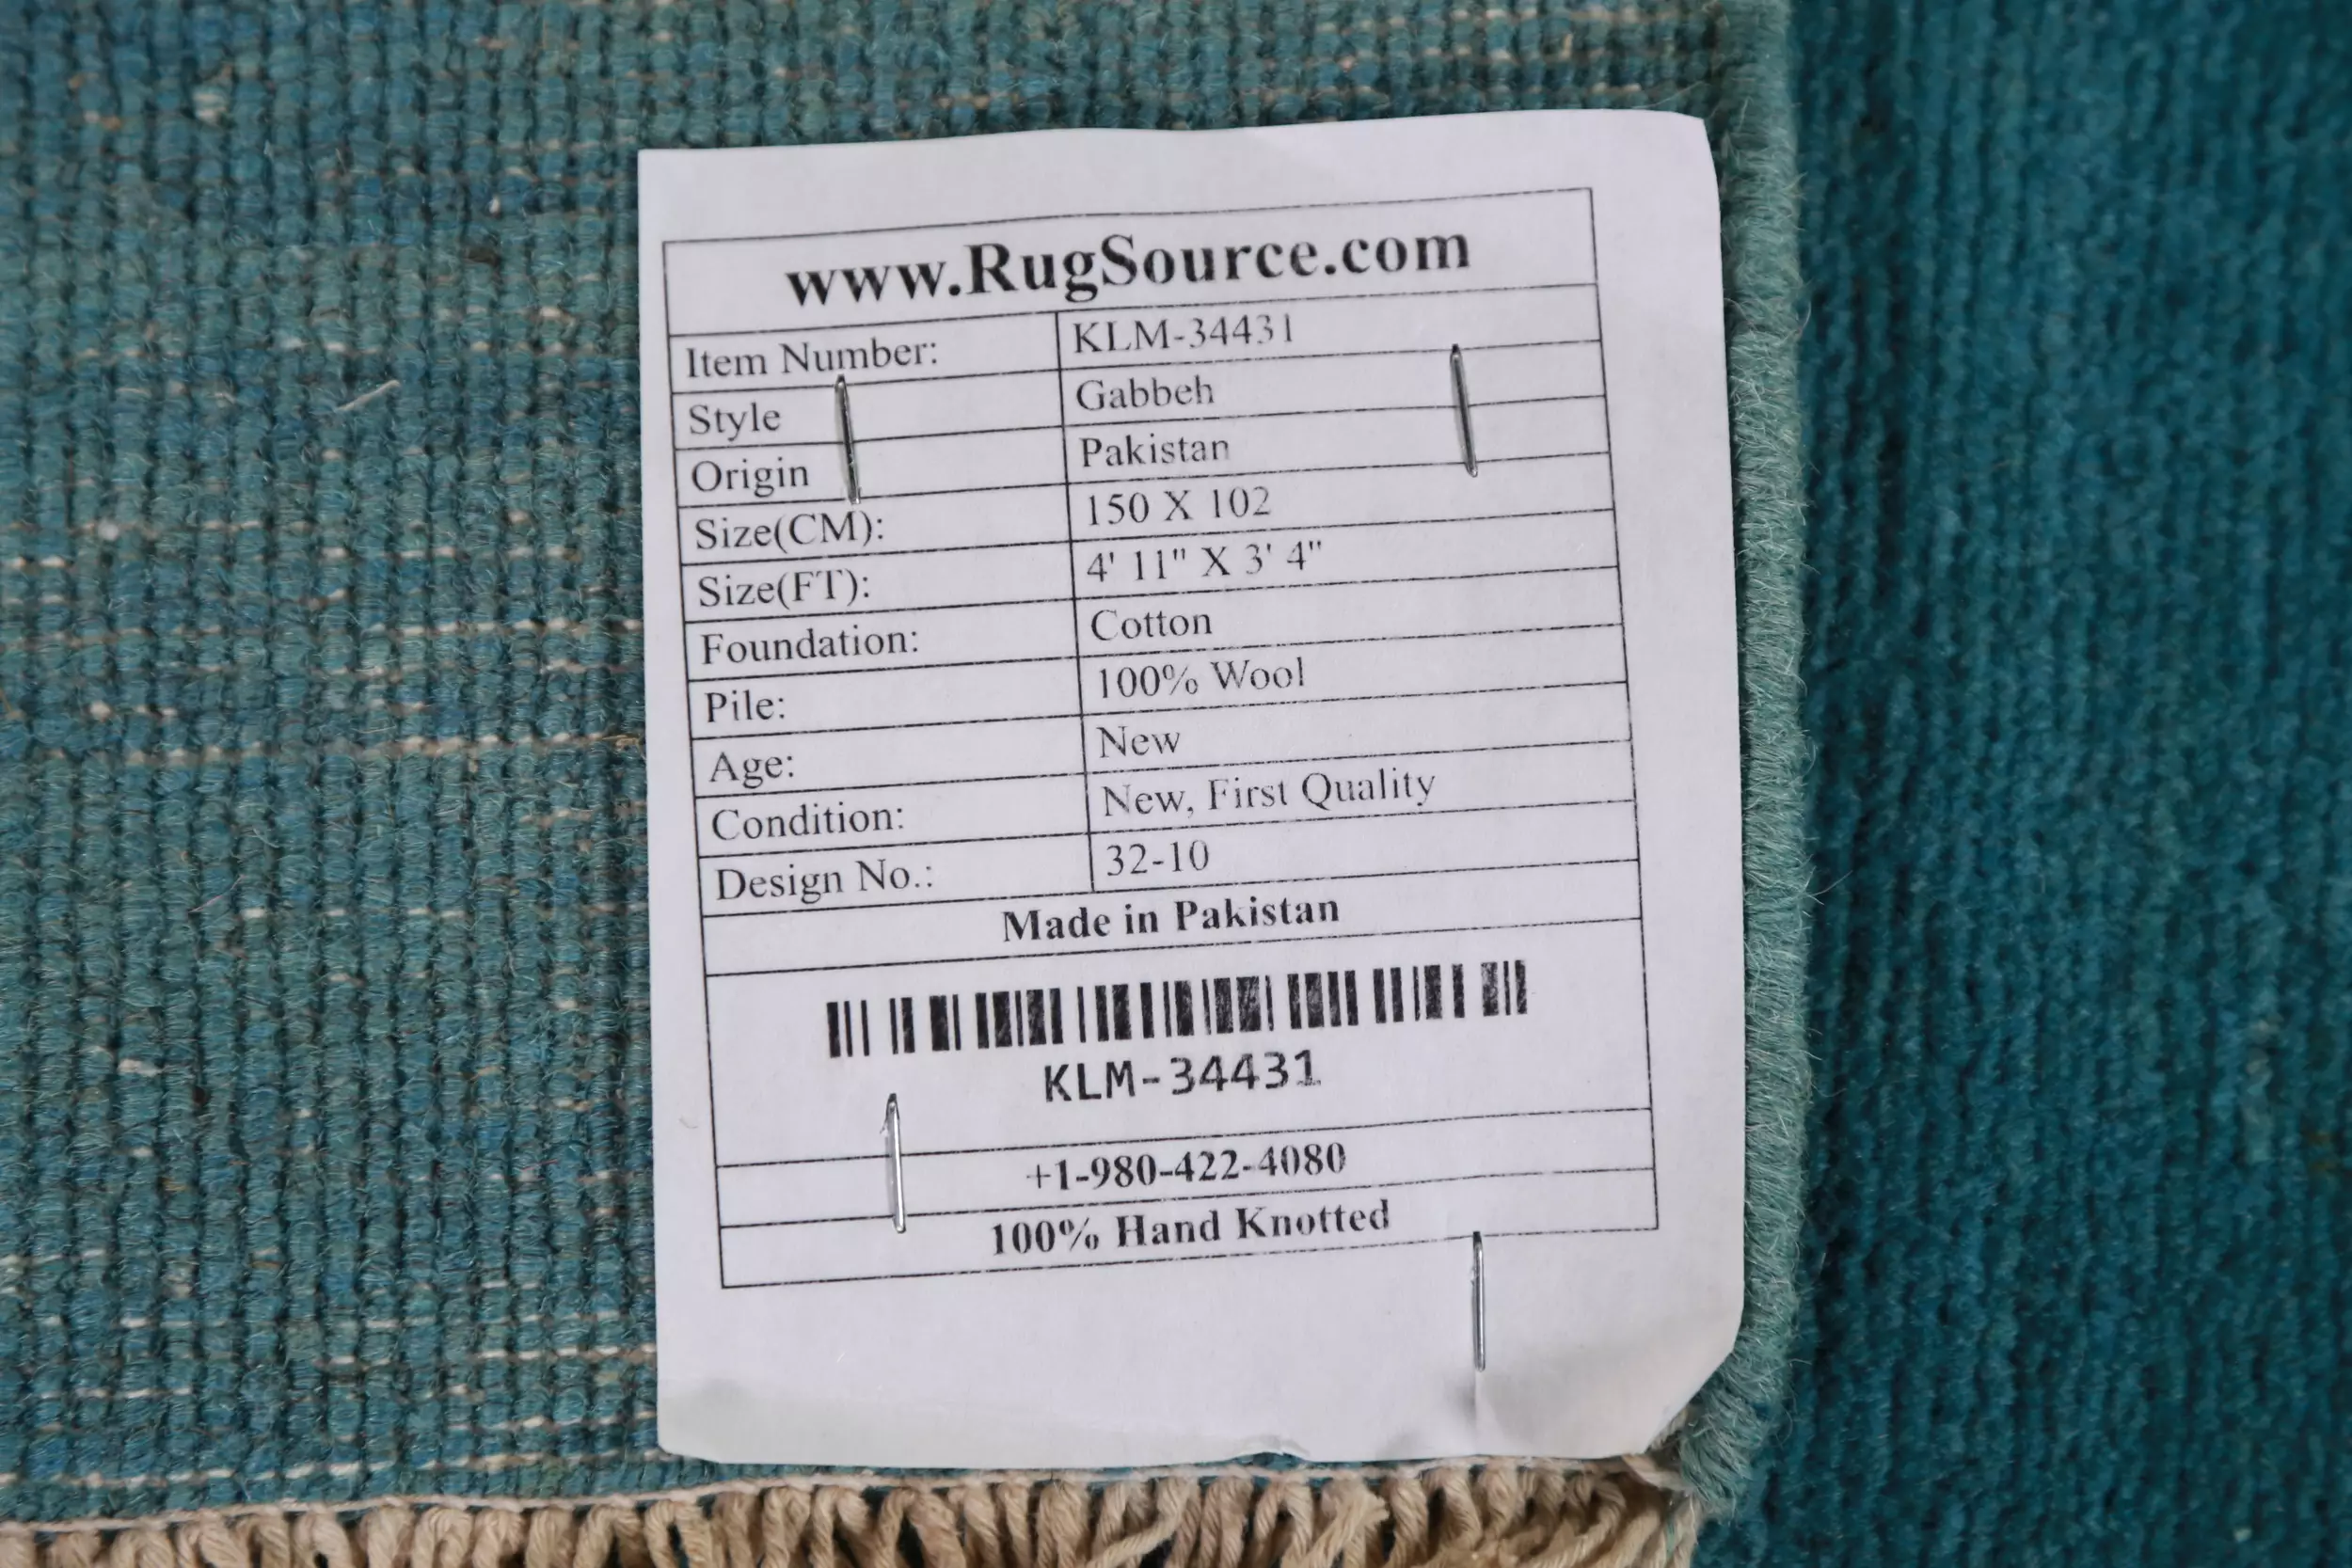 www.RugSource.com
Item Number: KLM-34431
Style Gabbeh
Origin Pakistan
Size(CM): 150 X 102
Size(FT): 4' 11" X 3' 4"
Foundation: Cotton
Pile: 100% Wool
Age: New
Condition: New, First Quality
Design No.: 32-10
Made in Pakistan
KLM-34431
+1-980-422-4080
100% Hand Knotted